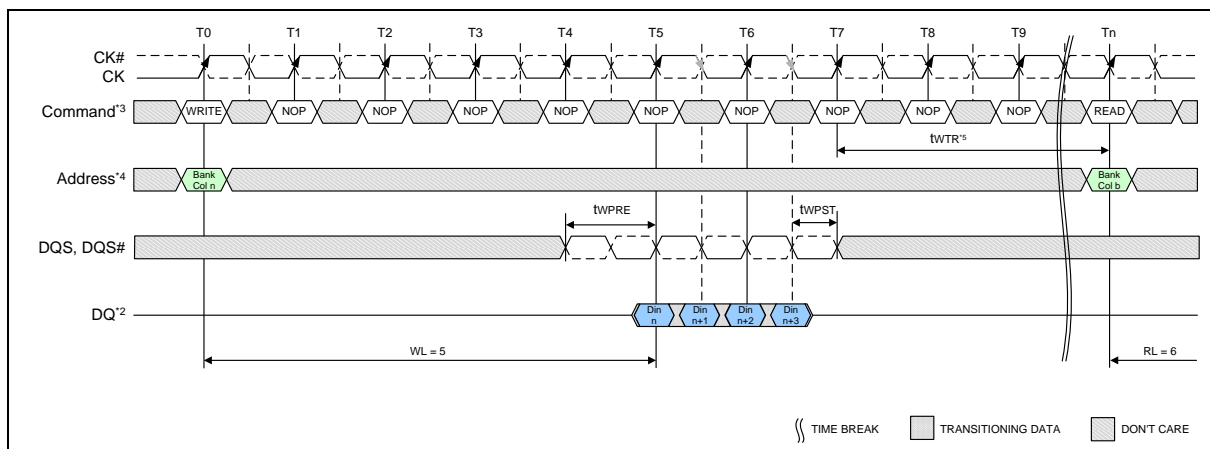 T0 T1 T2 T3 T4 T5 T6 T7 T8 T9 Tn
CK#
CK
Command*3 WRITE NOP NOP NOP NOP NOP NOP NOP NOP NOP READ
tWTR*5
Address*4 Bank Col n Bank Col b
tWPRE tWPST
DQS, DQS#
DQ*2 Din n Din n+1 Din n+2 Din n+3
WL = 5 RL = 6
TIME BREAK TRANSITIONING DATA DON'T CARE